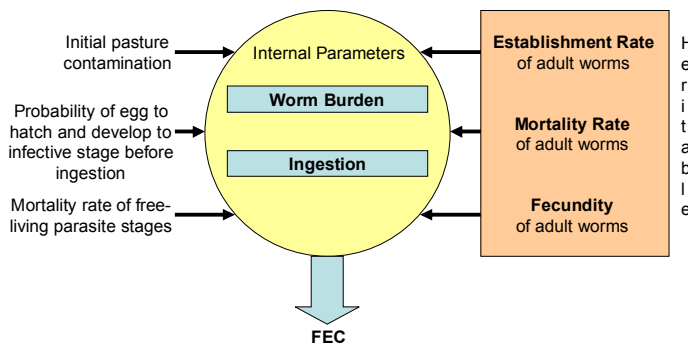 Initial pasture
contamination
Probability of egg to
hatch and develop to
infective stage before
ingestion
Mortality rate of free-
living parasite stages
Internal Parameters
Worm Burden
Ingestion
Establishment Rate
of adult worms
Mortality Rate
of adult worms
Fecundity
of adult worms
H
e
r
i
t
a
b
l
e
FEC